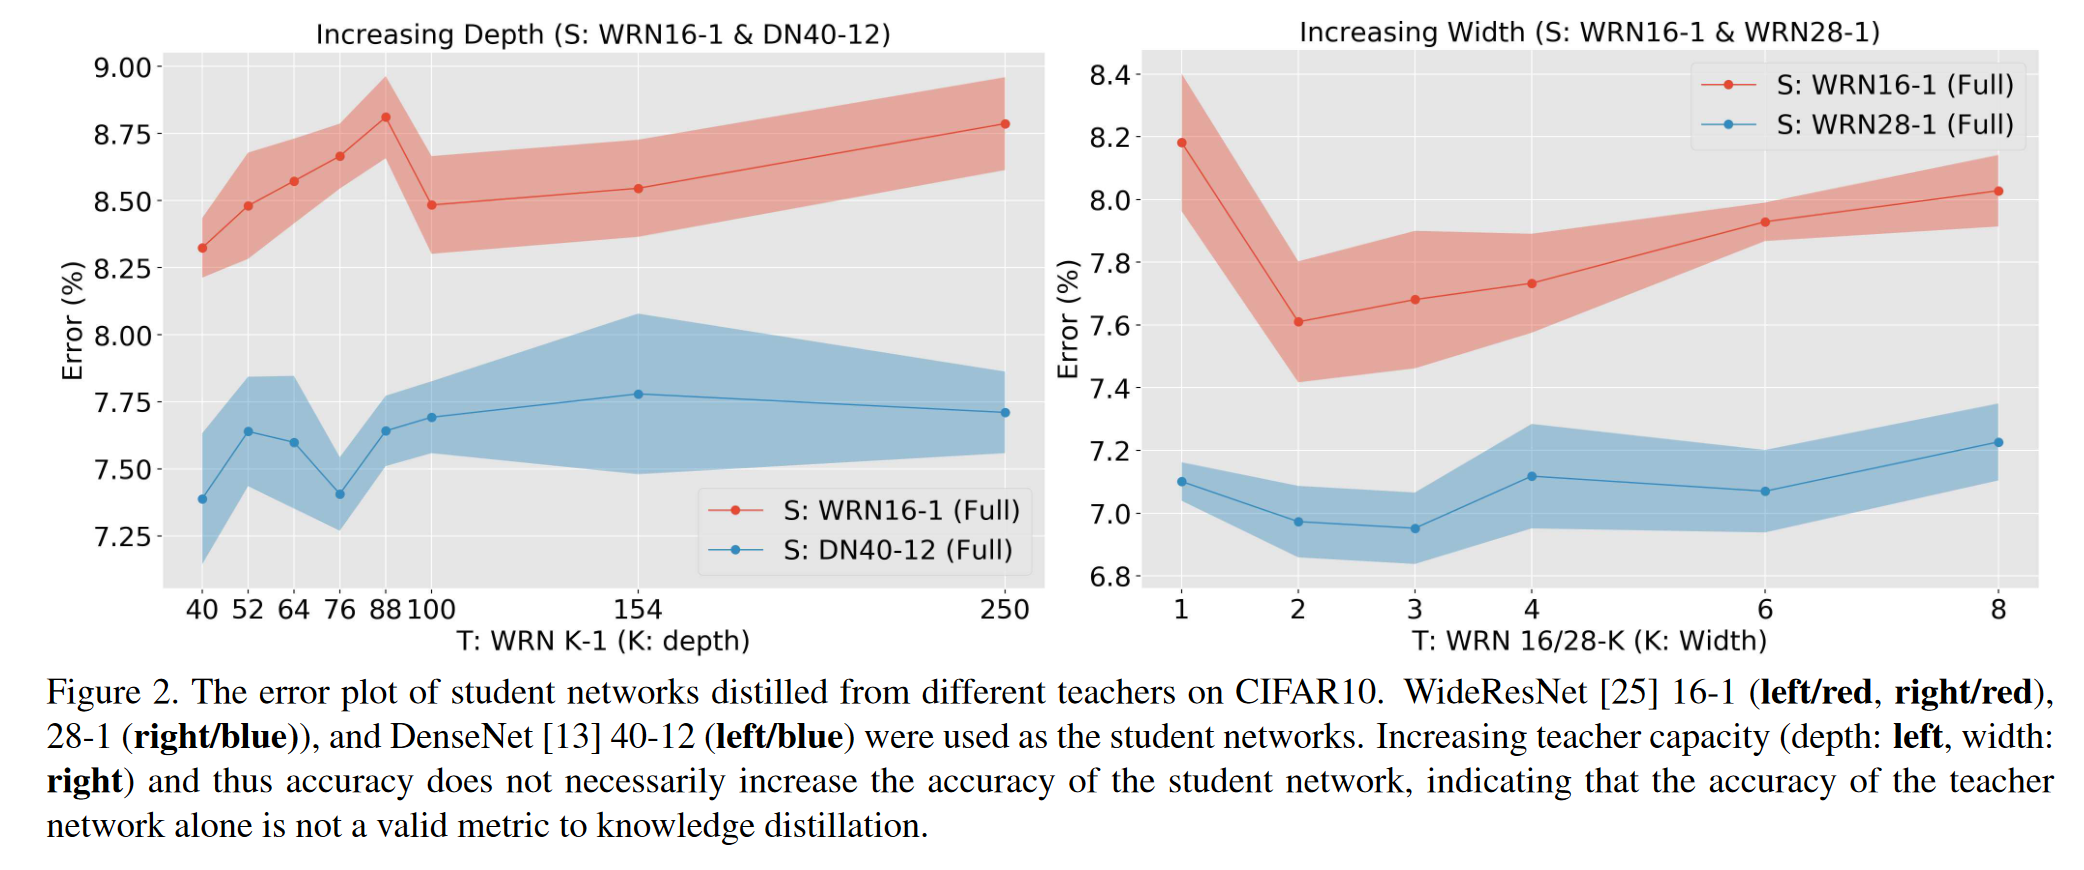 Increasing Depth (S: WRN16-1 & DN40-12)
9.00
8.75
8.50
8.25
8.00
7.75
7.50
7.25
Error (%)
S: WRN16-1 (Full)
S: DN40-12 (Full)
40 52 64 76 88 100 154 250
T: WRN K-1 (K: depth)
Increasing Width (S: WRN16-1 & WRN28-1)
8.4
8.2
8.0
7.8
7.6
7.4
7.2
7.0
6.8
Error (%)
S: WRN16-1 (Full)
S: WRN28-1 (Full)
1 2 3 4 6 8
T: WRN 16/28-K (K: Width)
Figure 2. The error plot of student networks distilled from different teachers on CIFAR10. WideResNet [25] 16-1 (left/red, right/red),
28-1 (right/blue)), and DenseNet [13] 40-12 (left/blue) were used as the student networks. Increasing teacher capacity (depth: left, width:
right) and thus accuracy does not necessarily increase the accuracy of the student network, indicating that the accuracy of the teacher
network alone is not a valid metric to knowledge distillation.